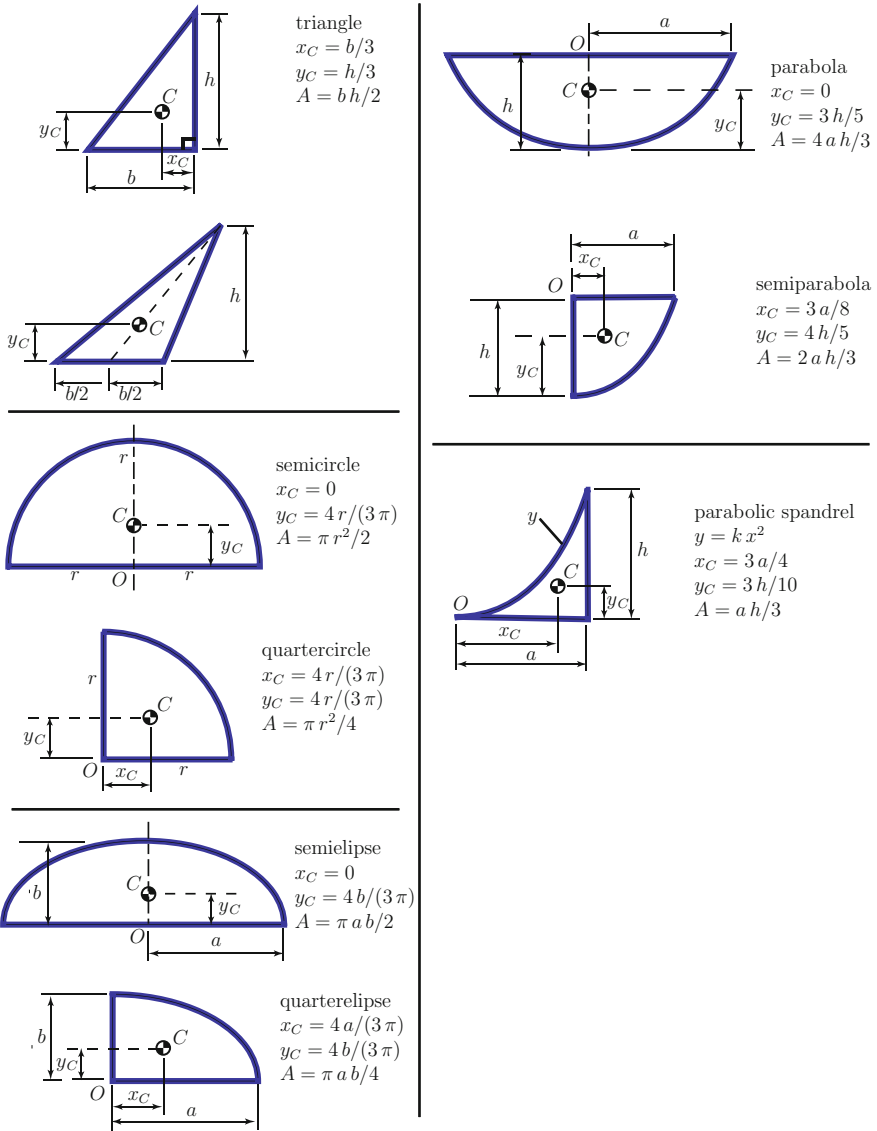 triangle
x_C = b/3
y_C = h/3
A = b h/2
h
C
y_C
x_C
b
h
C
y_C
b/2
b/2
r
semicircle
x_C = 0
y_C = 4 r/(3 π)
A = π r²/2
C
y_C
r
O
r
quartercircle
x_C = 4 r/(3 π)
y_C = 4 r/(3 π)
A = π r²/4
r
C
y_C
O
x_C
r
semielipse
x_C = 0
y_C = 4 b/(3 π)
A = π a b/2
b
C
y_C
O
a
quarterelipse
x_C = 4 a/(3 π)
y_C = 4 b/(3 π)
A = π a b/4
b
C
y_C
O
x_C
a
a
O
parabola
x_C = 0
y_C = 3 h/5
A = 4 a h/3
h
C
y_C
a
x_C
O
semiparabola
x_C = 3 a/8
y_C = 4 h/5
A = 2 a h/3
h
C
y_C
parabolic spandrel
y = k x²
x_C = 3 a/4
y_C = 3 h/10
A = a h/3
y
h
C
O
y_C
x_C
a